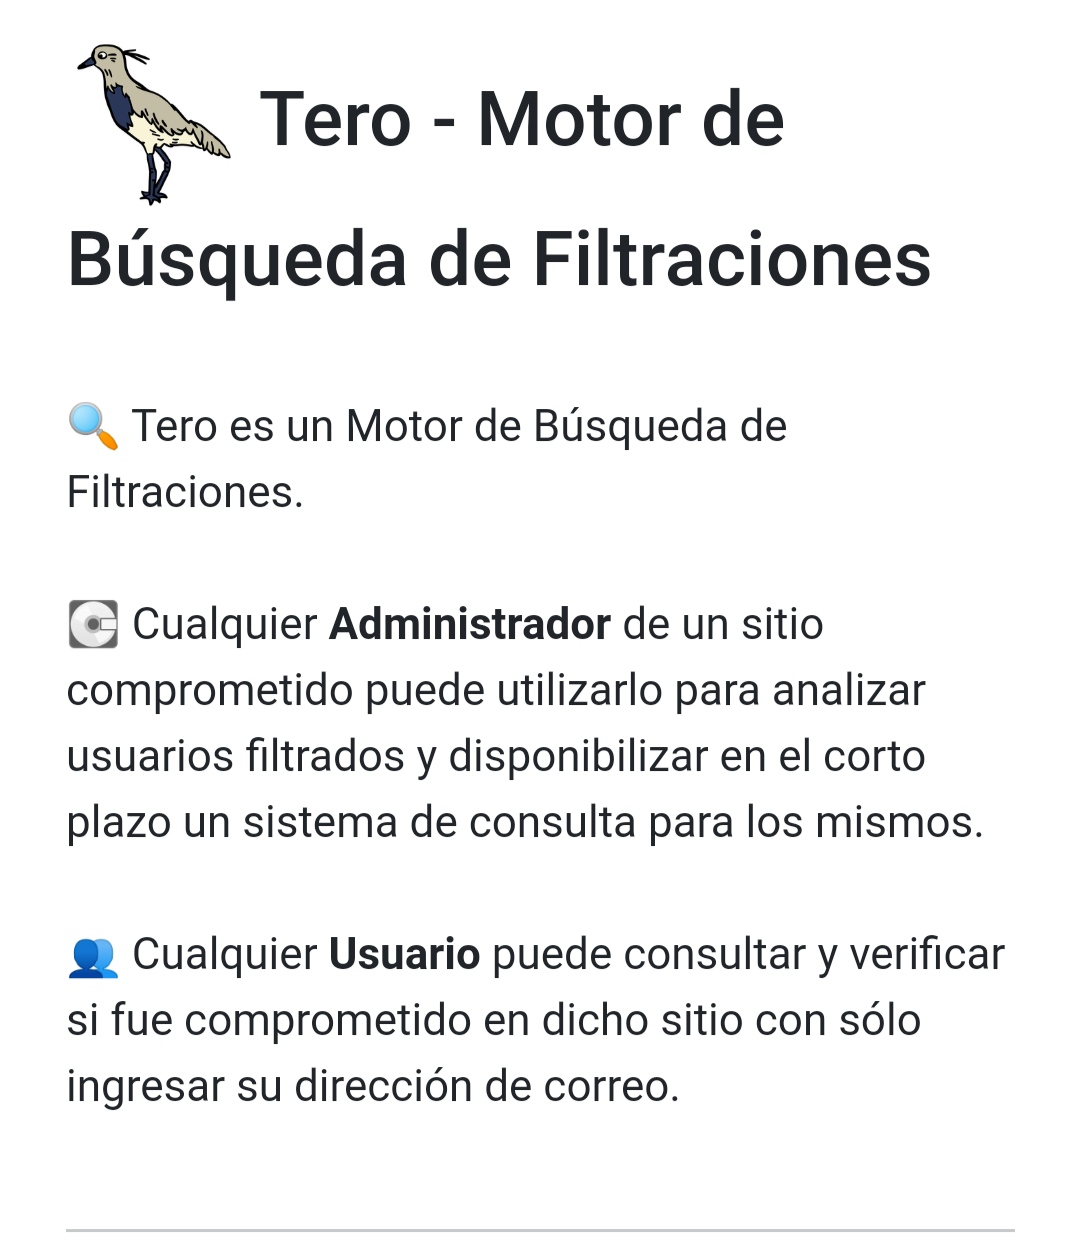 Tero - Motor de
Búsqueda de Filtraciones
🔍 Tero es un Motor de Búsqueda de
Filtraciones.
💽 Cualquier Administrador de un sitio
comprometido puede utilizarlo para analizar
usuarios filtrados y disponibilizar en el corto
plazo un sistema de consulta para los mismos.
👥 Cualquier Usuario puede consultar y verificar
si fue comprometido en dicho sitio con sólo
ingresar su dirección de correo.